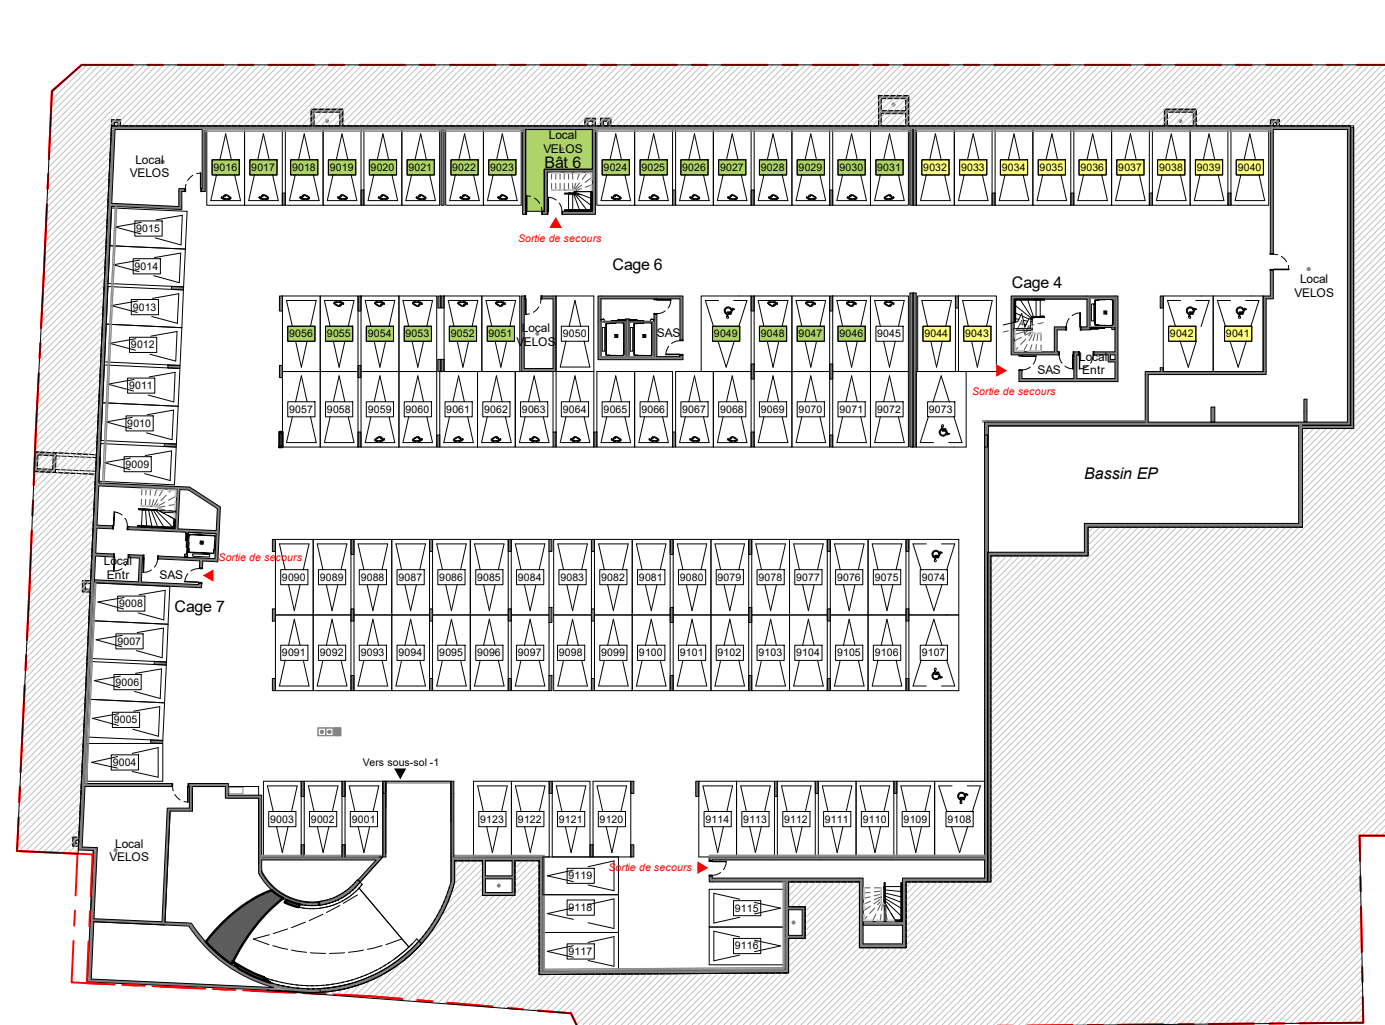 Local
VELOS
9016 9017 9018 9019 9020 9021 9022 9023
Local
VELOS
Bât 6
9024 9025 9026 9027 9028 9029 9030 9031 9032 9033 9034 9035 9036 9037 9038 9039 9040
Sortie de secours
Cage 6
Cage 4
Local
VELOS
9015
9014
9013
9012
9011
9010
9009
9056 9055 9054 9053 9052 9051
Local
VELOS
9050
SAS
9049 9048 9047 9046 9045 9044 9043
SAS
Local
Entr
9042 9041
Sortie de secours
9057 9058 9059 9060 9061 9062 9063 9064 9065 9066 9067 9068 9069 9070 9071 9072 9073
Bassin EP
Sortie de secours
Local
Entr
SAS
Cage 7
9090 9089 9088 9087 9086 9085 9084 9083 9082 9081 9080 9079 9078 9077 9076 9075 9074
9091 9092 9093 9094 9095 9096 9097 9098 9099 9100 9101 9102 9103 9104 9105 9106 9107
9008
9007
9006
9005
9004
Vers sous-sol -1
9003 9002 9001
9123 9122 9121 9120
9114 9113 9112 9111 9110 9109 9108
Local
VELOS
Sortie de secours
9119
9118
9117
9115
9116